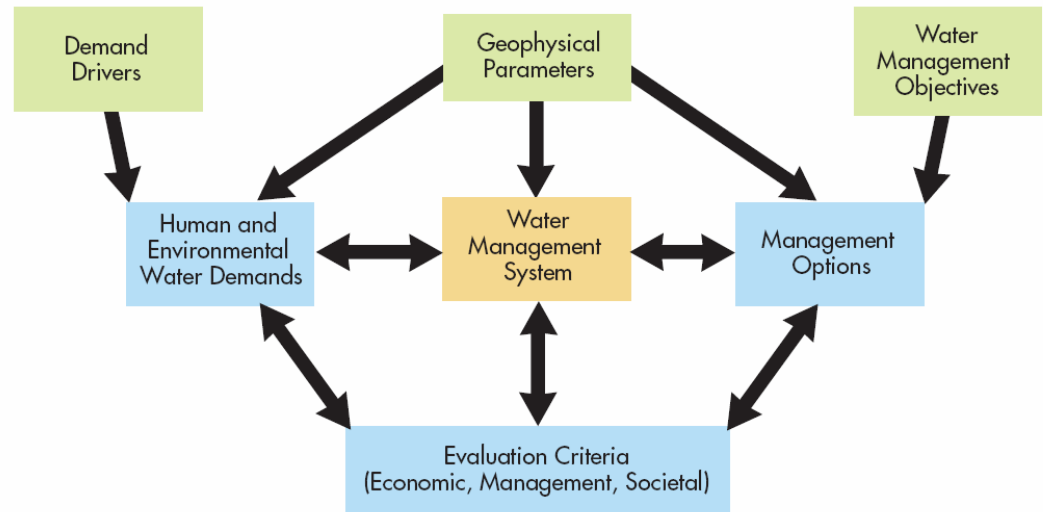 Demand
Drivers
Geophysical
Parameters
Water
Management
Objectives
Human and
Environmental
Water Demands
Water
Management
System
Management
Options
Evaluation Criteria
(Economic, Management, Societal)